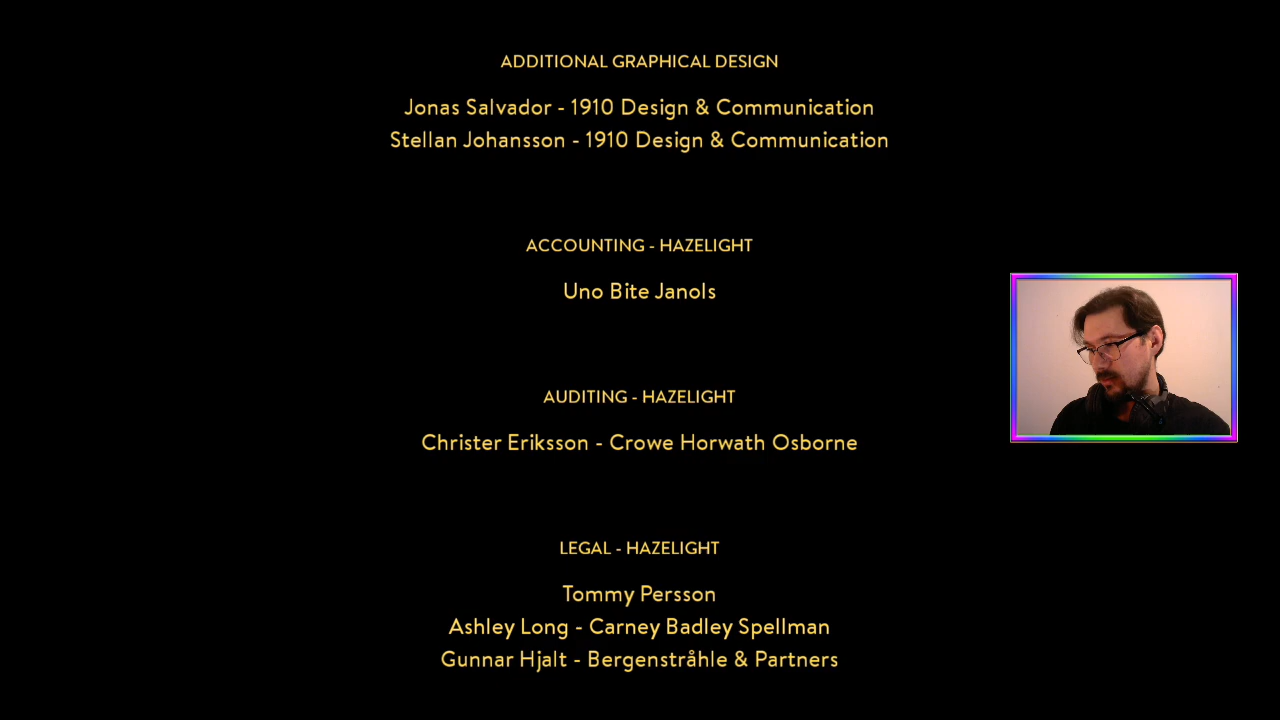 ADDITIONAL GRAPHICAL DESIGN
Jonas Salvador - 1910 Design & Communication
Stellan Johansson - 1910 Design & Communication
ACCOUNTING - HAZELIGHT
Uno Bite Janols
AUDITING - HAZELIGHT
Christer Eriksson - Crowe Horwath Osborne
LEGAL - HAZELIGHT
Tommy Persson
Ashley Long - Carney Badley Spellman
Gunnar Hjalt - Bergenstråhle & Partners